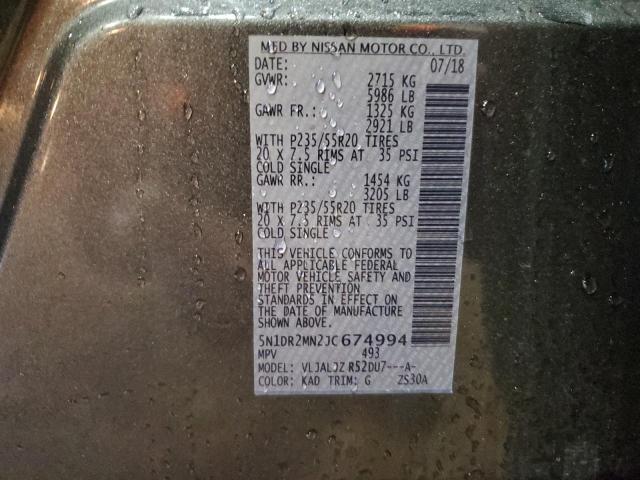 MFD BY NISSAN MOTOR CO., LTD.
DATE: 07/18
GVWR: 2715 KG
5986 LB
GAWR FR.: 1325 KG
2921 LB
WITH P235/55R20 TIRES
20 X 7.5 RIMS AT 35 PSI
COLD SINGLE
GAWR RR.: 1454 KG
3205 LB
WITH P235/55R20 TIRES
20 X 7.5 RIMS AT 35 PSI
COLD SINGLE
THIS VEHICLE CONFORMS TO
ALL APPLICABLE FEDERAL
MOTOR VEHICLE SAFETY AND
THEFT PREVENTION
STANDARDS IN EFFECT ON
THE DATE OF MANUFACTURE
SHOWN ABOVE.
5N1DR2MN2JC674994
MPV 493
MODEL: VLJALJZ R52DU7---A-
COLOR: KAD TRIM: G ZS30A